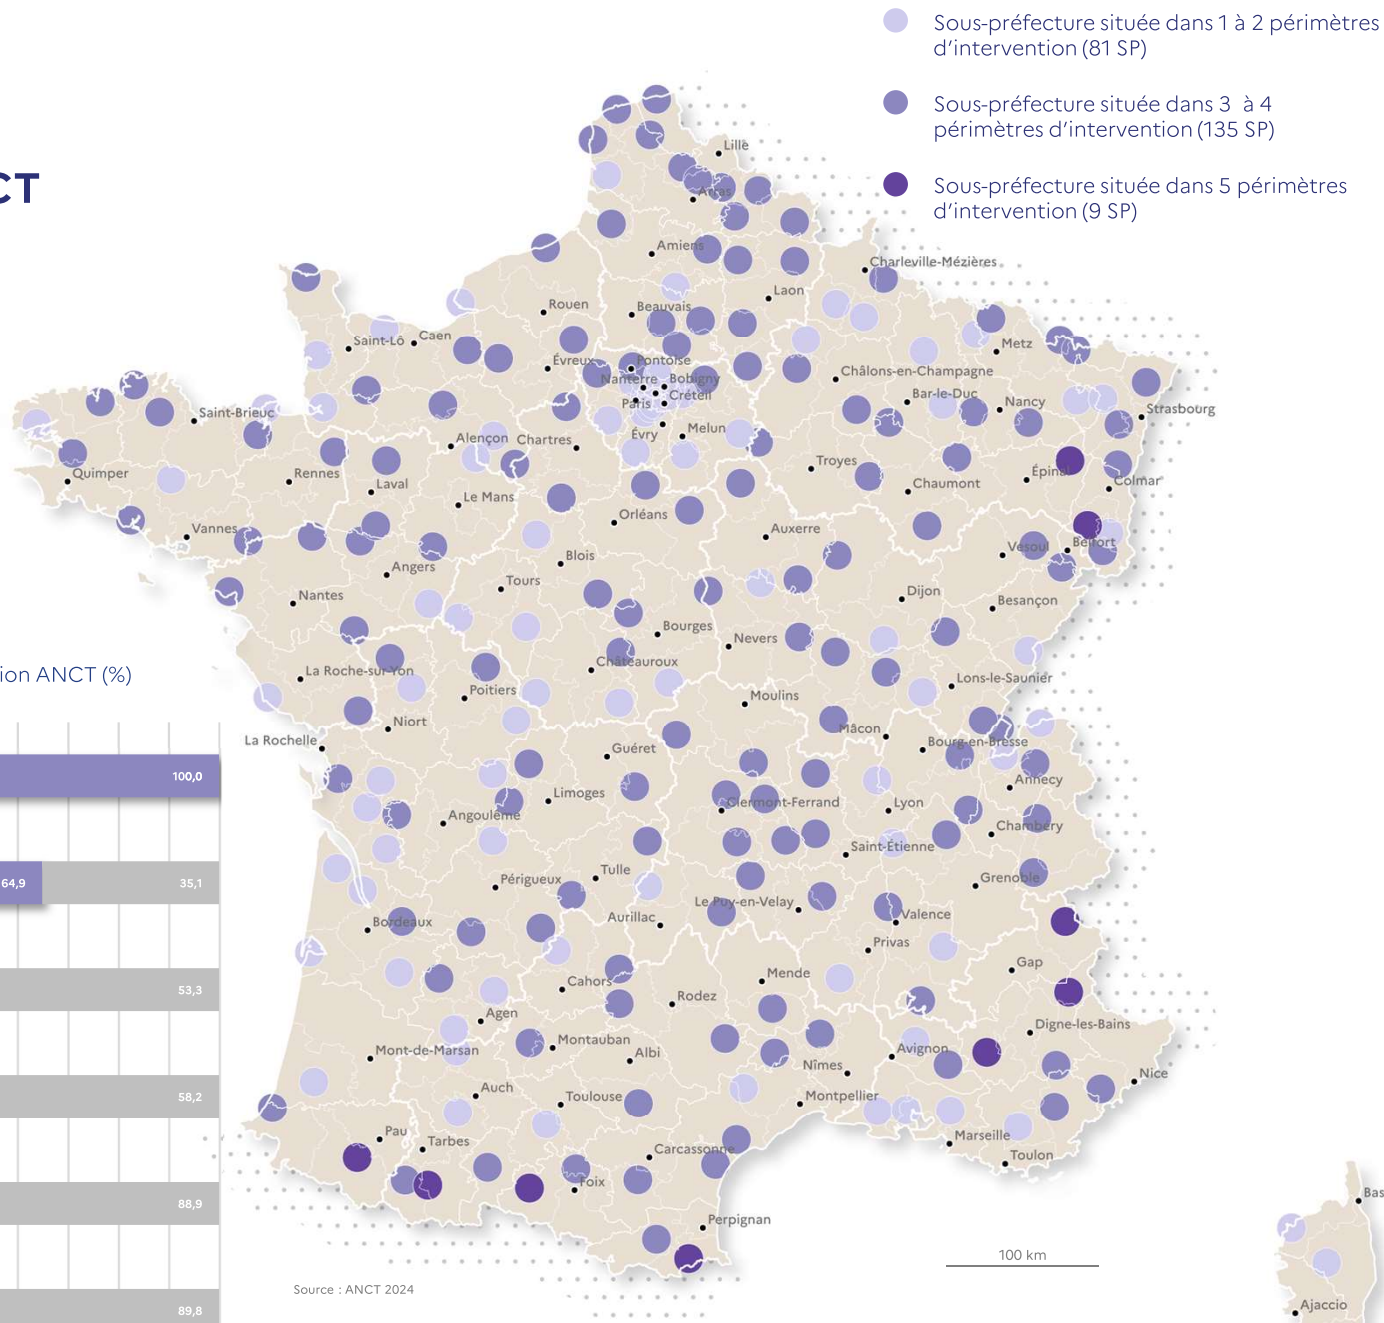 Sous-préfecture située dans 1 à 2 périmètres
d'intervention (81 SP)
Sous-préfecture située dans 3 à 4
périmètres d'intervention (135 SP)
Sous-préfecture située dans 5 périmètres
d'intervention (9 SP)
CT
Lille
Arras
Amiens
Charleville-Mézières
Laon
Rouen
Beauvais
Saint-Lô
Caen
Metz
Évreux
Pontoise
Nanterre
Bobigny
Paris
Créteil
Châlons-en-Champagne
Bar-le-Duc
Nancy
Strasbourg
Saint-Brieuc
Alençon
Chartres
Évry
Melun
Quimper
Rennes
Laval
Troyes
Chaumont
Épinal
Colmar
Le Mans
Orléans
Vannes
Auxerre
Vesoul
Belfort
Angers
Blois
Tours
Nantes
Dijon
Besançon
Bourges
Nevers
ion ANCT (%)
La Roche-sur-Yon
Châteauroux
Poitiers
Lons-le-Saunier
Moulins
Niort
Mâcon
La Rochelle
Guéret
Bourg-en-Bresse
100,0
Annecy
Limoges
Clermont-Ferrand
Lyon
Angoulême
Chambéry
Saint-Étienne
64,9
35,1
Périgueux
Tulle
Grenoble
Le Puy-en-Velay
Bordeaux
Aurillac
Valence
Privas
Gap
53,3
Cahors
Mende
Rodez
Agen
Digne-les-Bains
Mont-de-Marsan
Montauban
Albi
Avignon
Nîmes
Nice
58,2
Auch
Toulouse
Montpellier
Pau
Tarbes
Carcassonne
Marseille
Toulon
Foix
88,9
Bas
Perpignan
100 km
Source : ANCT 2024
89,8
Ajaccio